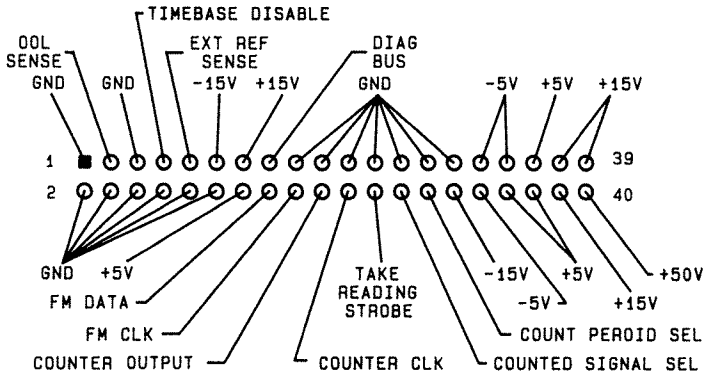 TIMEBASE DISABLE
OOL SENSE
EXT REF SENSE
DIAG BUS
GND GND -15V +15V GND -5V +5V +15V
1 39
2 40
GND +5V TAKE READING STROBE -15V +5V +50V
FM DATA -5V +15V
FM CLK COUNT PEROID SEL
COUNTER OUTPUT COUNTER CLK COUNTED SIGNAL SEL